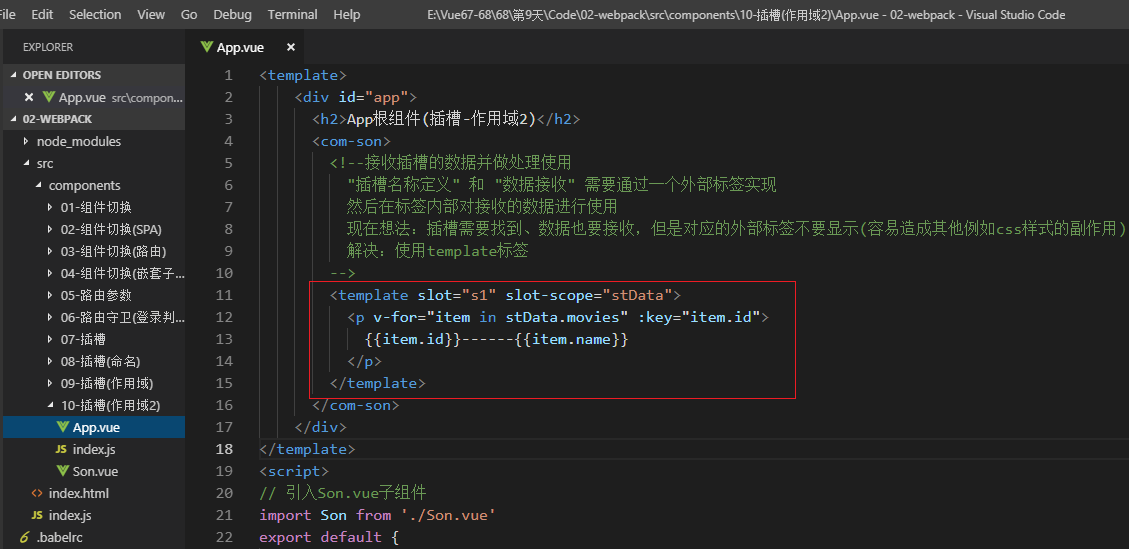 File Edit Selection View Go Debug Terminal Help E:\Vue67-68\68\第9天\Code\02-webpack\src\components\10-插槽(作用域2)\App.vue - 02-webpack - Visual Studio Code
EXPLORER
OPEN EDITORS
App.vue src\compon...
02-WEBPACK
node_modules
src
components
01-组件切换
02-组件切换(SPA)
03-组件切换(路由)
04-组件切换(嵌套子...
05-路由参数
06-路由守卫(登录判...
07-插槽
08-插槽(命名)
09-插槽(作用域)
10-插槽(作用域2)
App.vue
JS index.js
Son.vue
index.html
JS index.js
.babelrc
App.vue
1 <template>
2 <div id="app">
3 <h2>App根组件(插槽-作用域2)</h2>
4 <com-son>
5 <!--接收插槽的数据并做处理使用
6 "插槽名称定义" 和 "数据接收" 需要通过一个外部标签实现
7 然后在标签内部对接收的数据进行使用
8 现在想法：插槽需要找到、数据也要接收，但是对应的外部标签不要显示(容易造成其他例如css样式的副作用)
9 解决：使用template标签
10 -->
11 <template slot="s1" slot-scope="stData">
12 <p v-for="item in stData.movies" :key="item.id">
13 {{item.id}}------{{item.name}}
14 </p>
15 </template>
16 </com-son>
17 </div>
18 </template>
19 <script>
20 // 引入Son.vue子组件
21 import Son from './Son.vue'
22 export default {